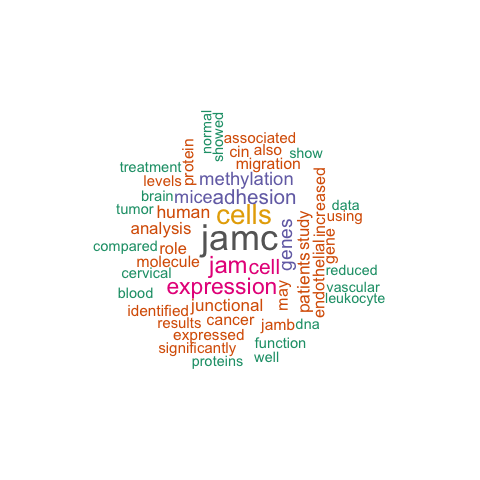 normal
showed
associated
protein
cin
also
show
migration
treatment
levels
methylation
brain
mice
adhesion
increased
tumor
human
cells
data
using
analysis
jamc
genes
study
gene
compared
role
patients
endothelial
molecule
jam
cell
reduced
cervical
expression
vascular
blood
may
leukocyte
identified
junctional
results
cancer
jamb
dna
expressed
significantly
function
proteins
well